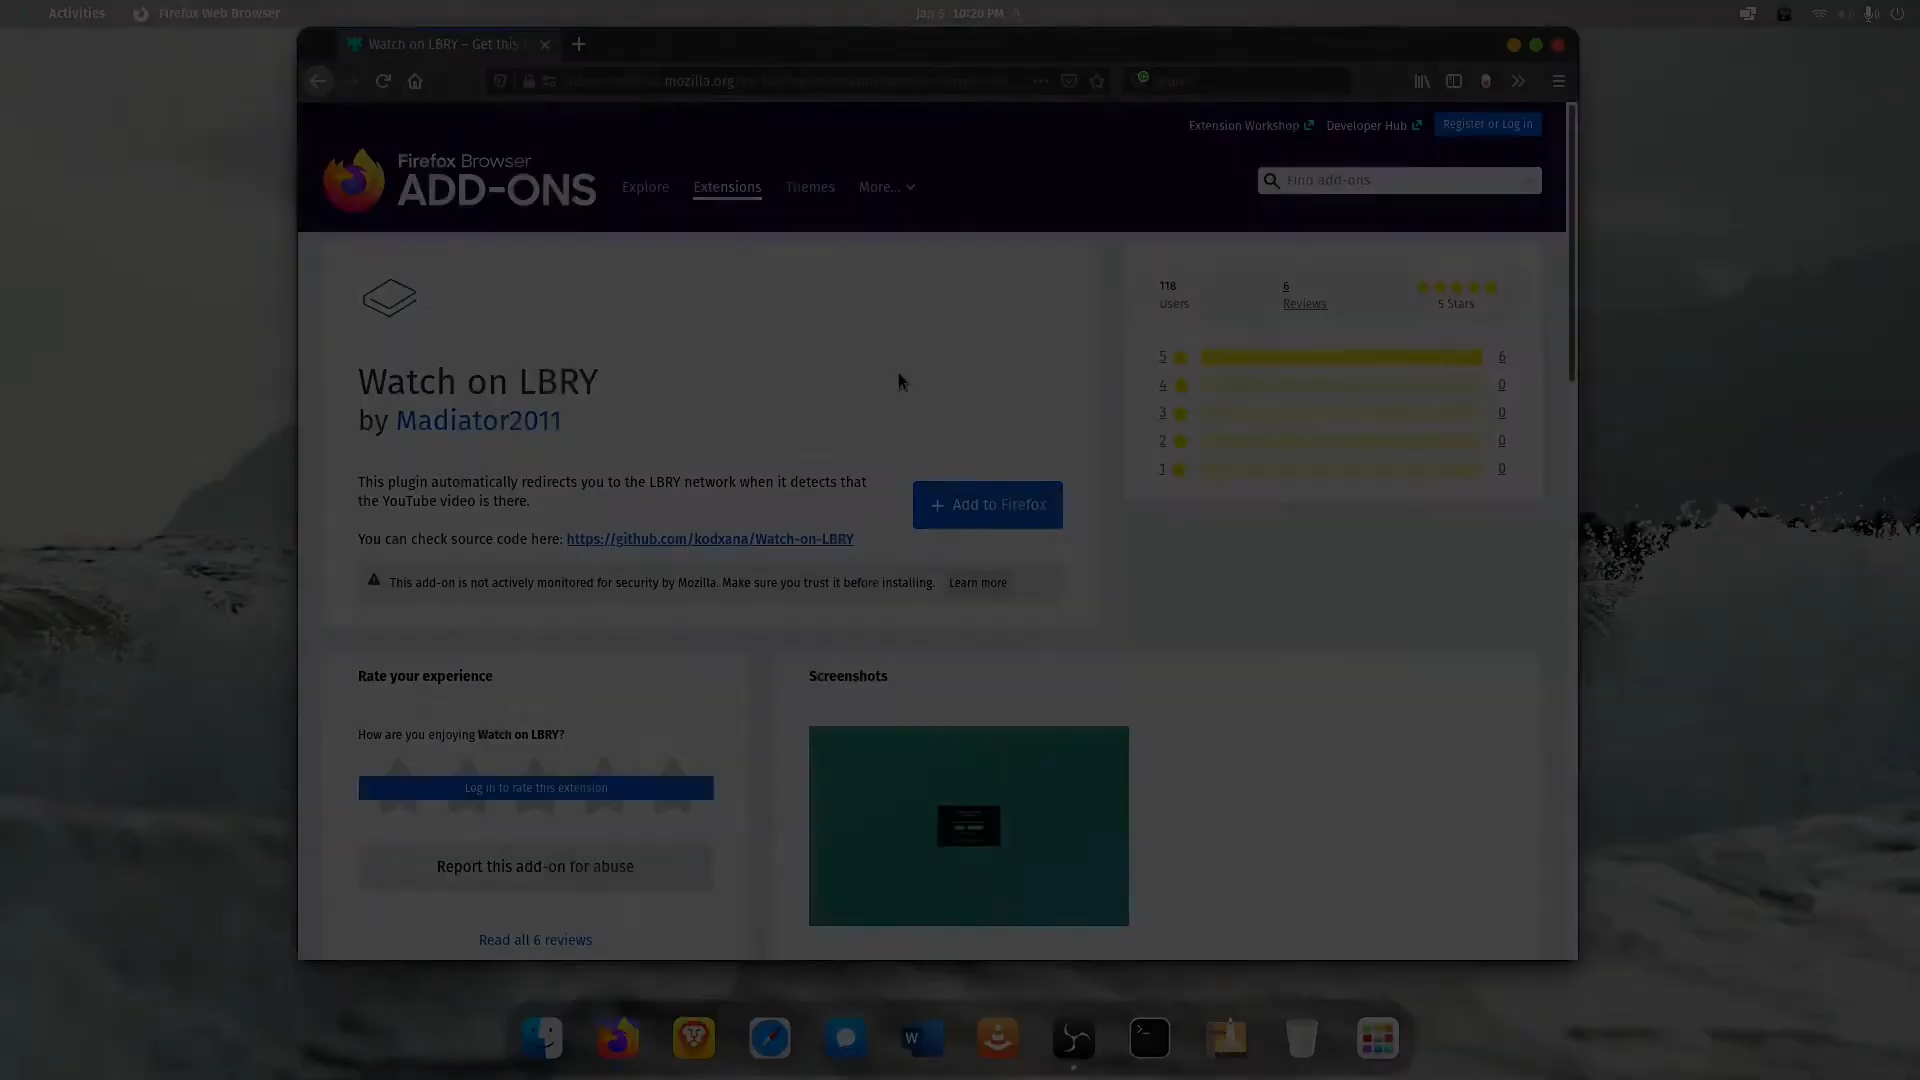 Activities
Firefox Web Browser
Jan 5 10:20 PM
Watch on LBRY – Get this
mozilla.org
Extension Workshop
Developer Hub
Register or Log in
Firefox Browser
ADD-ONS
Explore
Extensions
Themes
More...
Find add-ons
Watch on LBRY
by Madiator2011
This plugin automatically redirects you to the LBRY network when it detects that
the YouTube video is there.
You can check source code here: https://github.com/kodxana/Watch-on-LBRY
+ Add to Firefox
This add-on is not actively monitored for security by Mozilla. Make sure you trust it before installing.
Learn more
118
Users
6
Reviews
5 Stars
5 6
4 0
3 0
2 0
1 0
Rate your experience
How are you enjoying Watch on LBRY?
Log in to rate this extension
Report this add-on for abuse
Read all 6 reviews
Screenshots
W